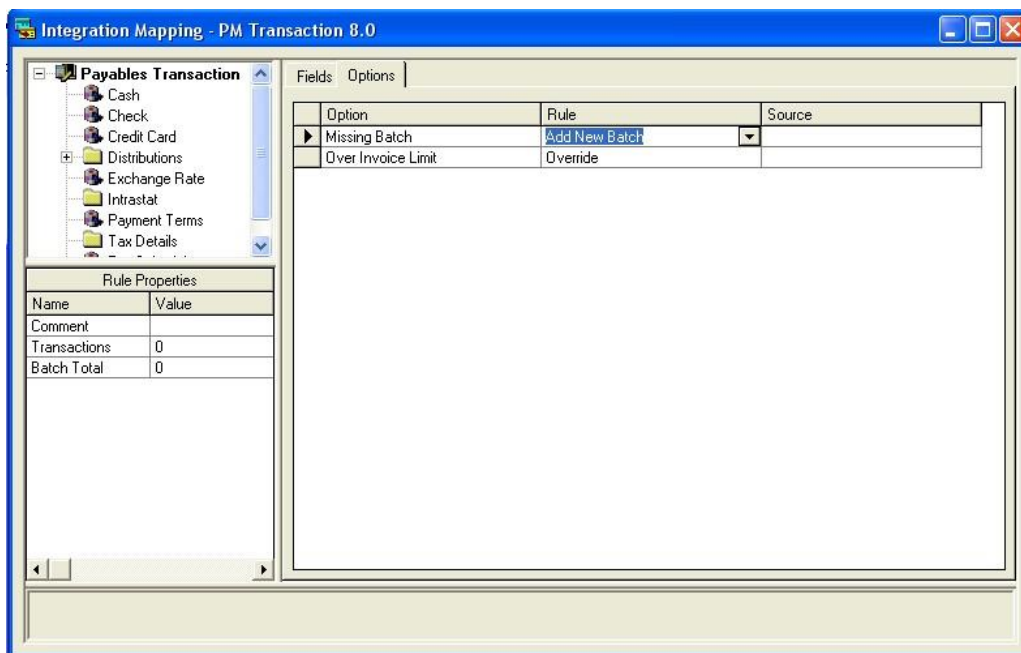 Integration Mapping - PM Transaction 8.0
Payables Transaction
Cash
Check
Credit Card
Distributions
Exchange Rate
Intrastat
Payment Terms
Tax Details
Rule Properties
Name Value
Comment
Transactions 0
Batch Total 0
Fields Options
Option Rule Source
Missing Batch Add New Batch
Over Invoice Limit Override